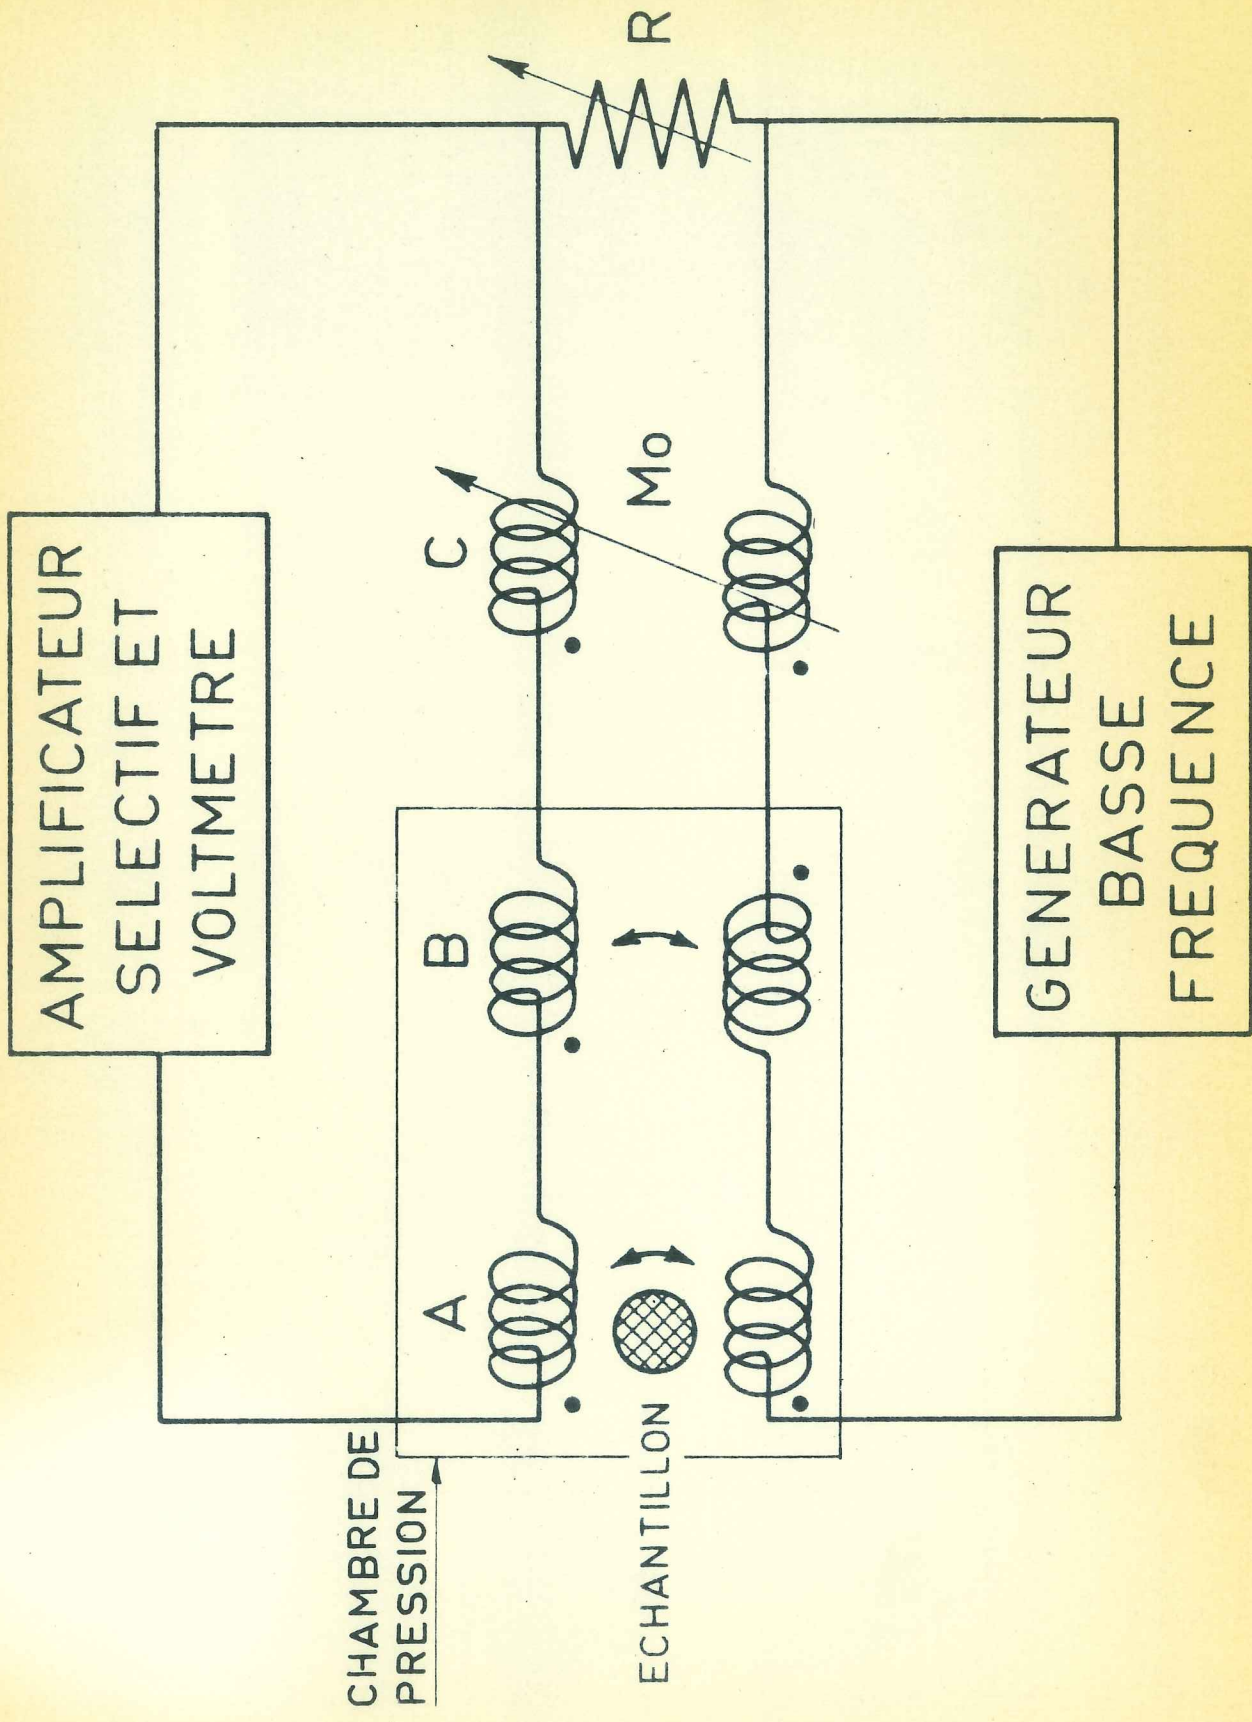 AMPLIFICATEUR
SELECTIF ET
VOLTMETRE
CHAMBRE DE
PRESSION
A
B
C
ECHANTILLON
Mo
R
GENERATEUR
BASSE
FREQUENCE